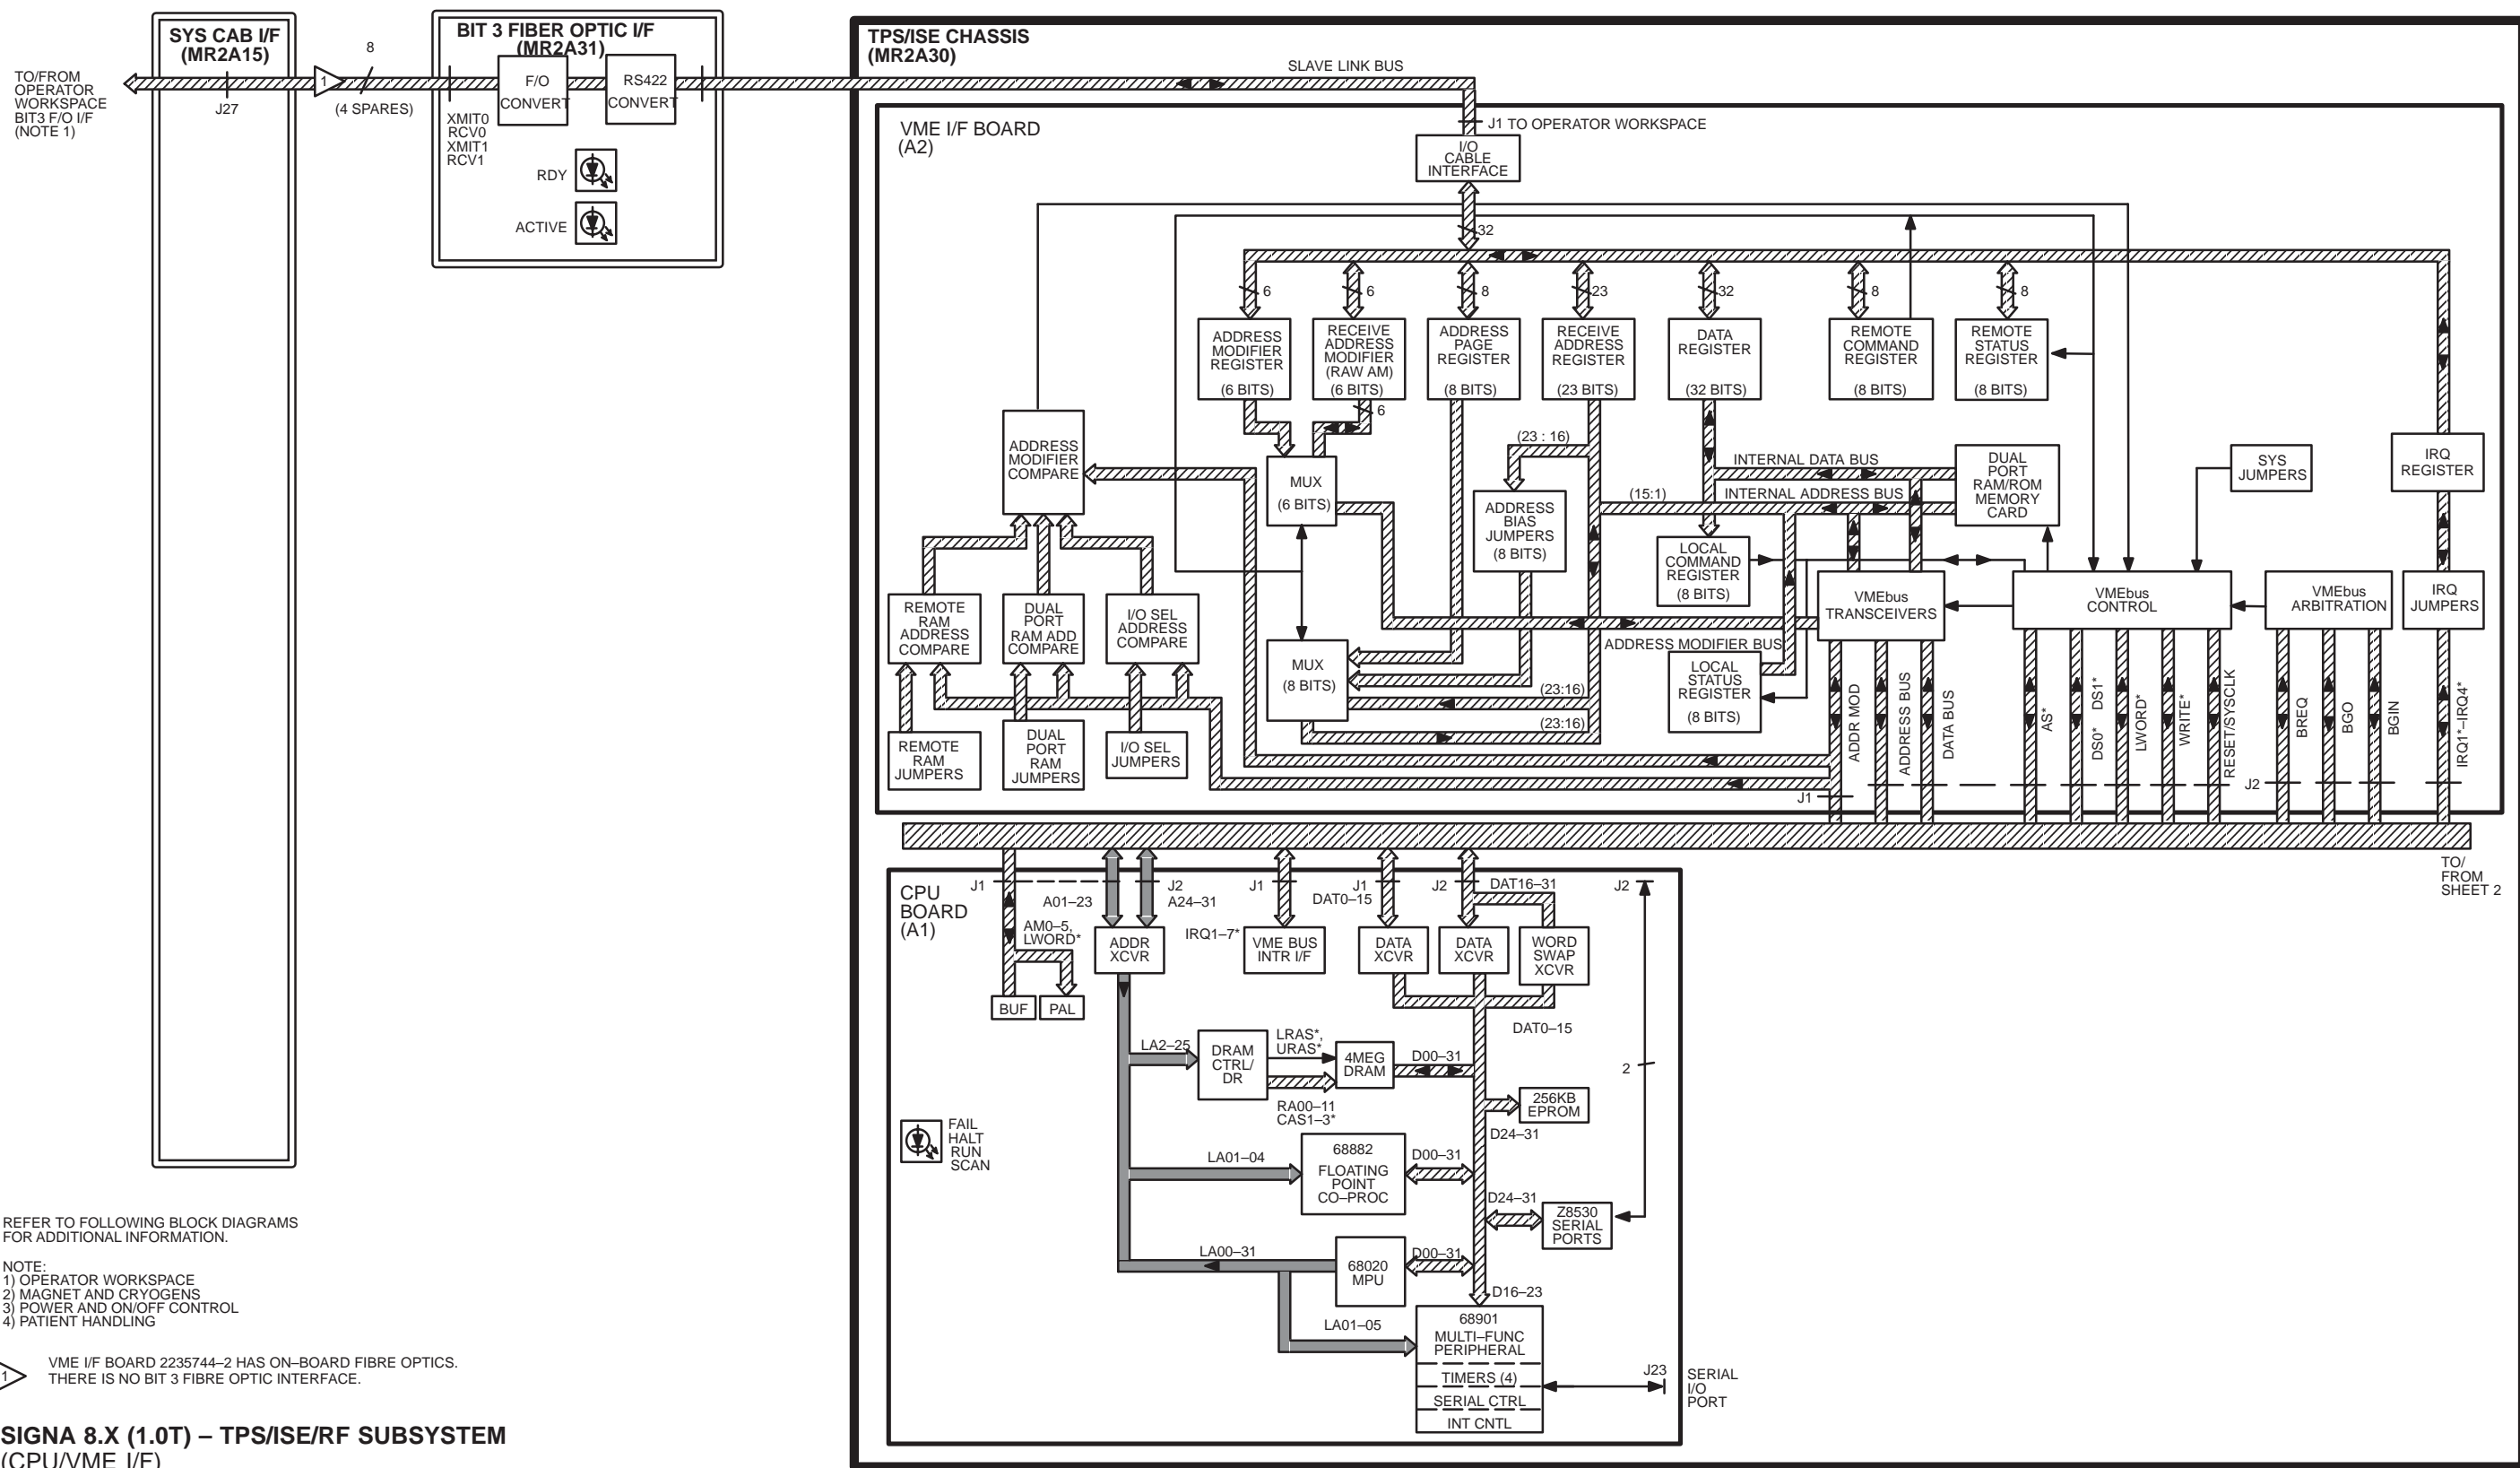 SYS CAB I/F
(MR2A15)
TO/FROM
OPERATOR
WORKSPACE
BIT3 F/O I/F
(NOTE 1)
J27
1
8
(4 SPARES)
BIT 3 FIBER OPTIC I/F
(MR2A31)
F/O
CONVERT
RS422
CONVERT
XMIT0
RCV0
XMIT1
RCV1
RDY
ACTIVE
TPS/ISE CHASSIS
(MR2A30)
SLAVE LINK BUS
VME I/F BOARD
(A2)
J1 TO OPERATOR WORKSPACE
I/O
CABLE
INTERFACE
32
6
6
8
23
32
8
8
ADDRESS
MODIFIER
REGISTER
(6 BITS)
RECEIVE
ADDRESS
MODIFIER
(RAW AM)
(6 BITS)
ADDRESS
PAGE
REGISTER
(8 BITS)
RECEIVE
ADDRESS
REGISTER
(23 BITS)
DATA
REGISTER
(32 BITS)
REMOTE
COMMAND
REGISTER
(8 BITS)
REMOTE
STATUS
REGISTER
(8 BITS)
6
ADDRESS
MODIFIER
COMPARE
MUX
(6 BITS)
(23 : 16)
ADDRESS
BIAS
JUMPERS
(8 BITS)
(15:1)
INTERNAL DATA BUS
INTERNAL ADDRESS BUS
DUAL
PORT
RAM/ROM
MEMORY
CARD
SYS
JUMPERS
IRQ
REGISTER
LOCAL
COMMAND
REGISTER
(8 BITS)
VMEbus
TRANSCEIVERS
VMEbus
CONTROL
VMEbus
ARBITRATION
IRQ
JUMPERS
REMOTE
RAM
ADDRESS
COMPARE
DUAL
PORT
RAM ADD
COMPARE
I/O SEL
ADDRESS
COMPARE
MUX
(8 BITS)
ADDRESS MODIFIER BUS
LOCAL
STATUS
REGISTER
(8 BITS)
(23:16)
(23:16)
REMOTE
RAM
JUMPERS
DUAL
PORT
RAM
JUMPERS
I/O SEL
JUMPERS
ADDR MOD
ADDRESS BUS
DATA BUS
AS*
DS0* DS1*
LWORD*
WRITE*
RESET/SYSCLK
BREQ
BGO
BGIN
IRQ1*–IRQ4*
J1
J2
TO/
FROM
SHEET 2
CPU
BOARD
(A1)
J1
A01–23
J2
A24–31
J1
J1
DAT0–15
J2
DAT16–31
J2
AM0–5,
LWORD*
IRQ1–7*
ADDR
XCVR
VME BUS
INTR I/F
DATA
XCVR
DATA
XCVR
WORD
SWAP
XCVR
BUF
PAL
DAT0–15
LA2–25
DRAM
CTRL/
DR
LRAS*,
URAS*
RA00–11
CAS1–3*
4MEG
DRAM
D00–31
2
256KB
EPROM
D24–31
FAIL
HALT
RUN
SCAN
LA01–04
68882
FLOATING
POINT
CO–PROC
D00–31
D24–31
Z8530
SERIAL
PORTS
LA00–31
68020
MPU
D00–31
D16–23
LA01–05
68901
MULTI–FUNC
PERIPHERAL
TIMERS (4)
SERIAL CTRL
INT CNTL
J23
SERIAL
I/O
PORT
REFER TO FOLLOWING BLOCK DIAGRAMS
FOR ADDITIONAL INFORMATION.
NOTE:
1) OPERATOR WORKSPACE
2) MAGNET AND CRYOGENS
3) POWER AND ON/OFF CONTROL
4) PATIENT HANDLING
1
VME I/F BOARD 2235744–2 HAS ON–BOARD FIBRE OPTICS.
THERE IS NO BIT 3 FIBRE OPTIC INTERFACE.
SIGNA 8.X (1.0T) – TPS/ISE/RF SUBSYSTEM
(CPU/VME I/F)